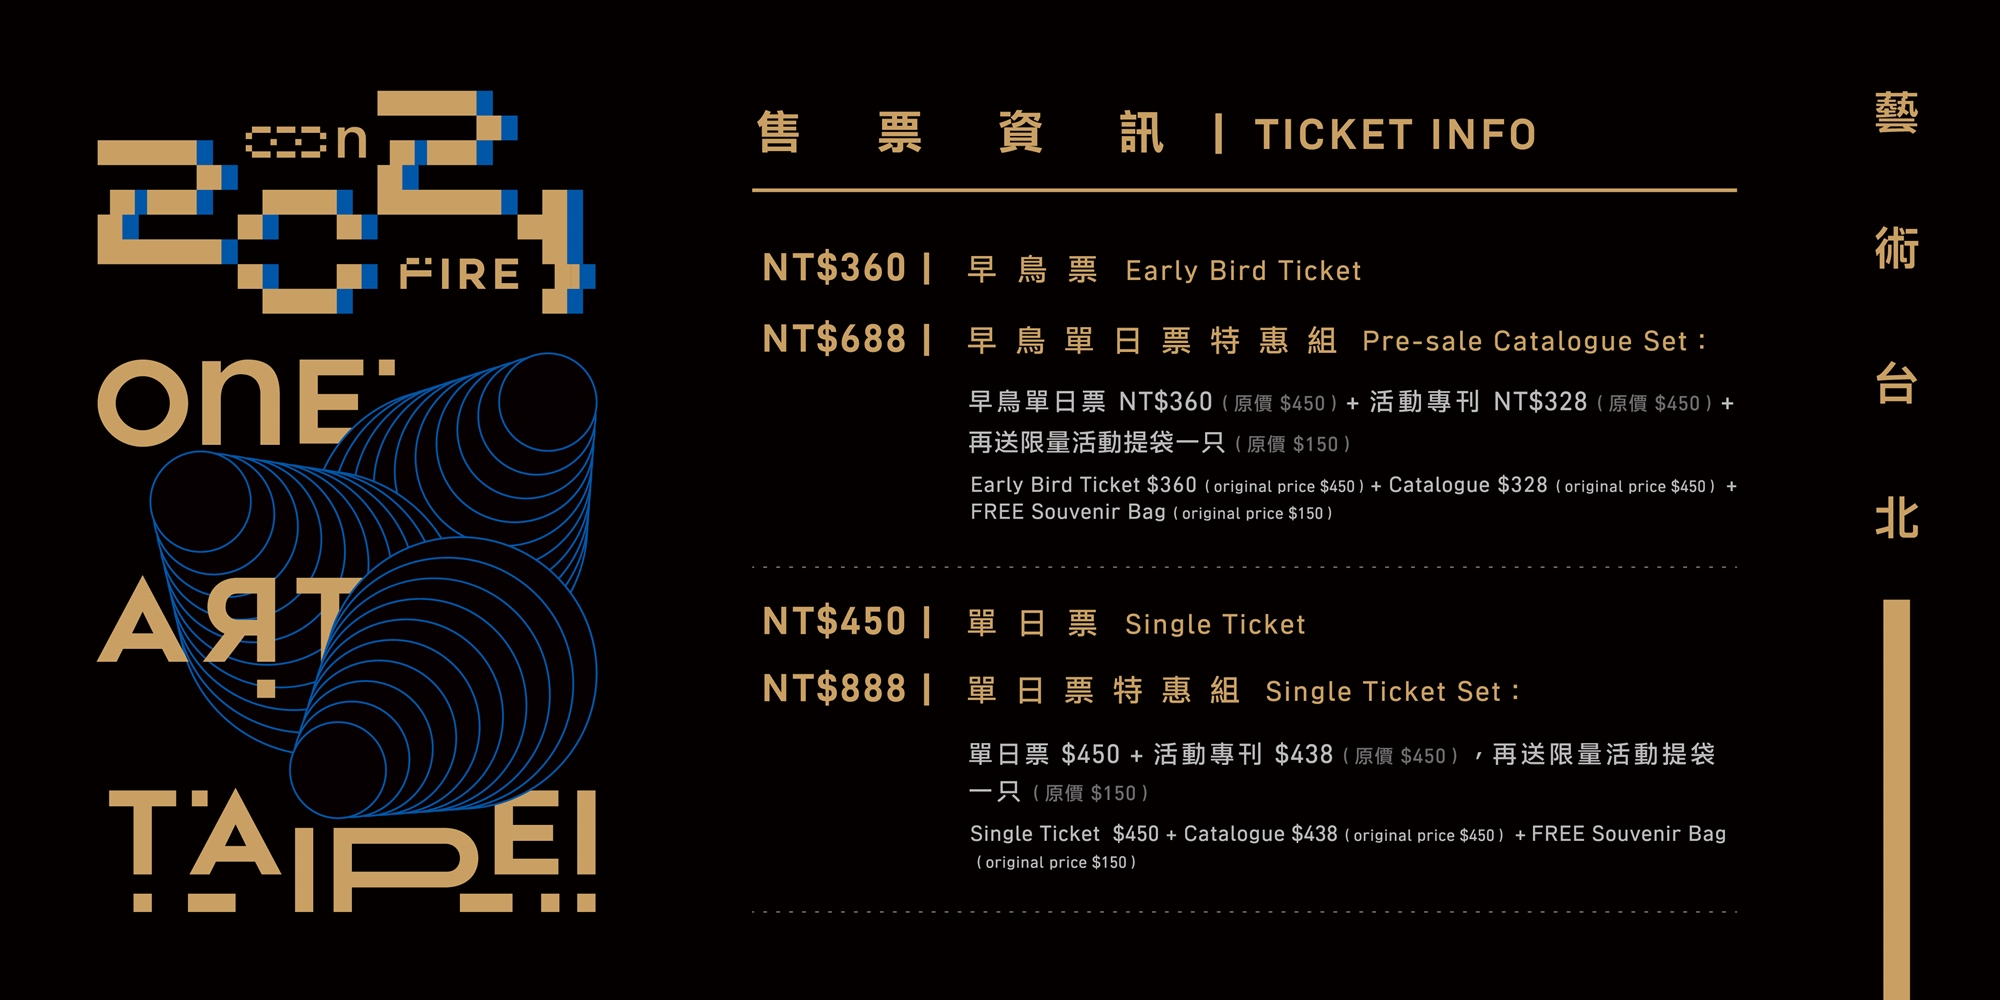 2021
oon
FIRE
ONE
ART
TAIPEI
售票資訊 | TICKET INFO
NT$360 | 早鳥票 Early Bird Ticket
NT$688 | 早鳥單日票特惠組 Pre-sale Catalogue Set：
早鳥單日票 NT$360（原價 $450）+ 活動專刊 NT$328（原價 $450）+
再送限量活動提袋一只（原價 $150）
Early Bird Ticket $360 (original price $450) + Catalogue $328 (original price $450) +
FREE Souvenir Bag (original price $150)
NT$450 | 單日票 Single Ticket
NT$888 | 單日票特惠組 Single Ticket Set：
單日票 $450 + 活動專刊 $438（原價 $450），再送限量活動提袋
一只（原價 $150）
Single Ticket $450 + Catalogue $438 (original price $450) + FREE Souvenir Bag
(original price $150)
藝術台北